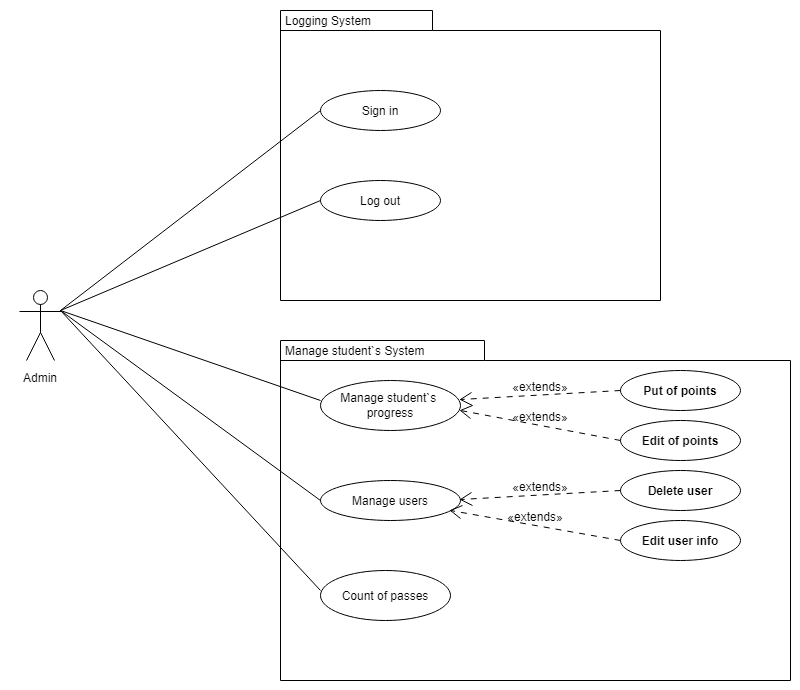 Logging System
Sign in
Log out
Admin
Manage student`s System
Manage student`s
progress
«extends»
Put of points
«extends»
Edit of points
Manage users
«extends»
Delete user
«extends»
Edit user info
Count of passes